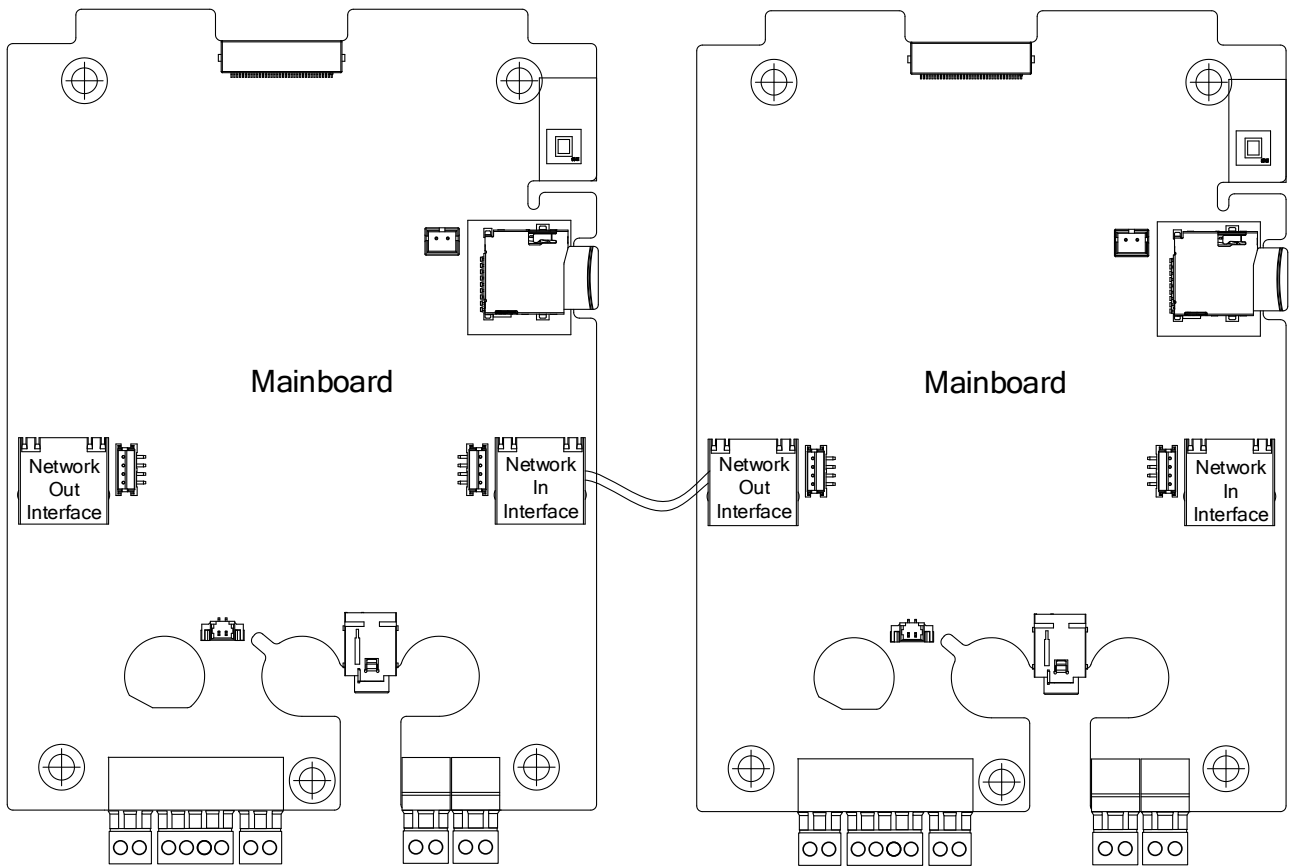 Mainboard
Mainboard
Network
Out
Interface
Network
In
Interface
Network
Out
Interface
Network
In
Interface